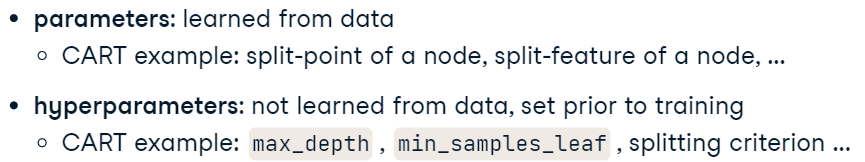 • parameters: learned from data
○ CART example: split-point of a node, split-feature of a node, ...
• hyperparameters: not learned from data, set prior to training
○ CART example: max_depth , min_samples_leaf , splitting criterion ...